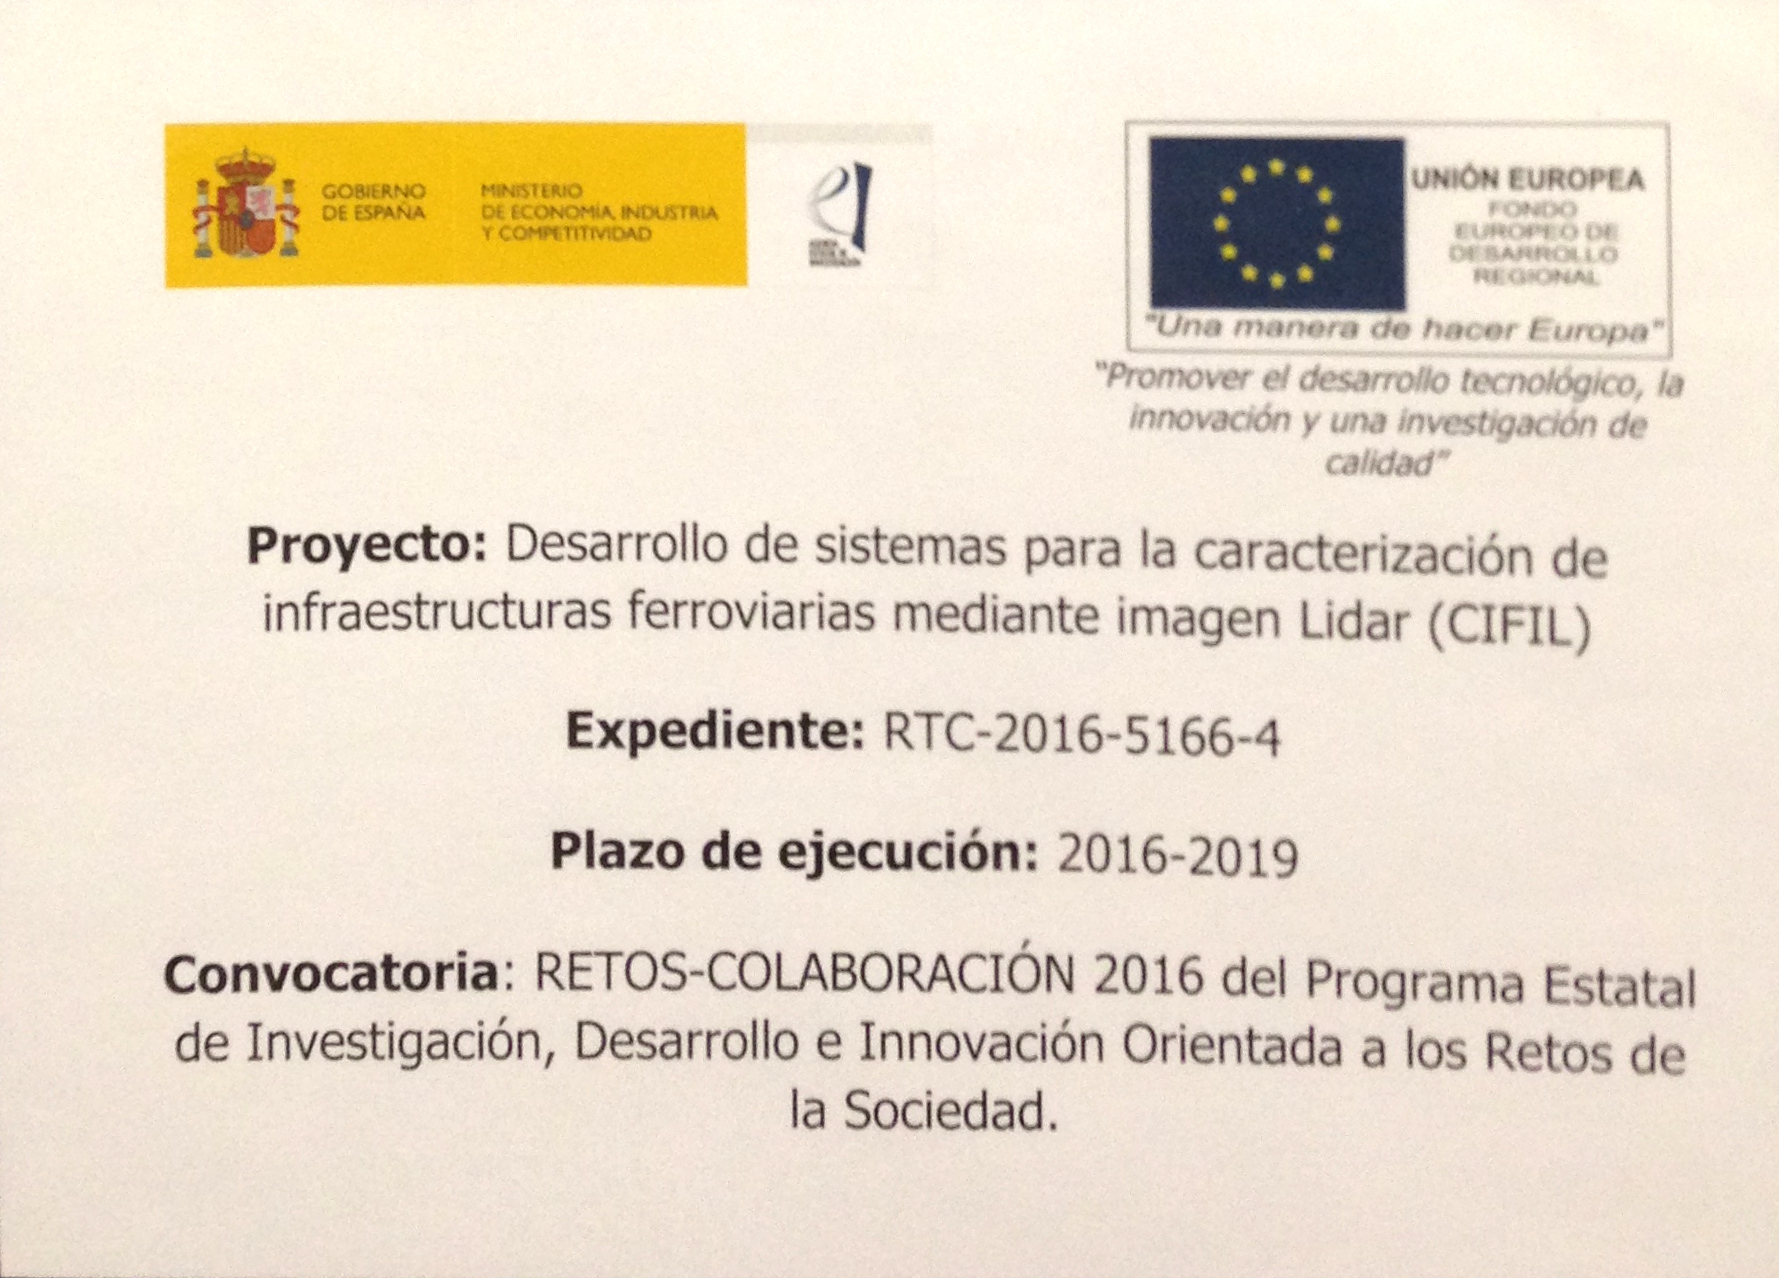 GOBIERNO
DE ESPAÑA
MINISTERIO
DE ECONOMÍA, INDUSTRIA
Y COMPETITIVIDAD
UNIÓN EUROPEA
FONDO
EUROPEO DE
DESARROLLO
REGIONAL
"Una manera de hacer Europa"
"Promover el desarrollo tecnológico, la
innovación y una investigación de
calidad"
Proyecto: Desarrollo de sistemas para la caracterización de
infraestructuras ferroviarias mediante imagen Lidar (CIFIL)
Expediente: RTC-2016-5166-4
Plazo de ejecución: 2016-2019
Convocatoria: RETOS-COLABORACIÓN 2016 del Programa Estatal
de Investigación, Desarrollo e Innovación Orientada a los Retos de
la Sociedad.